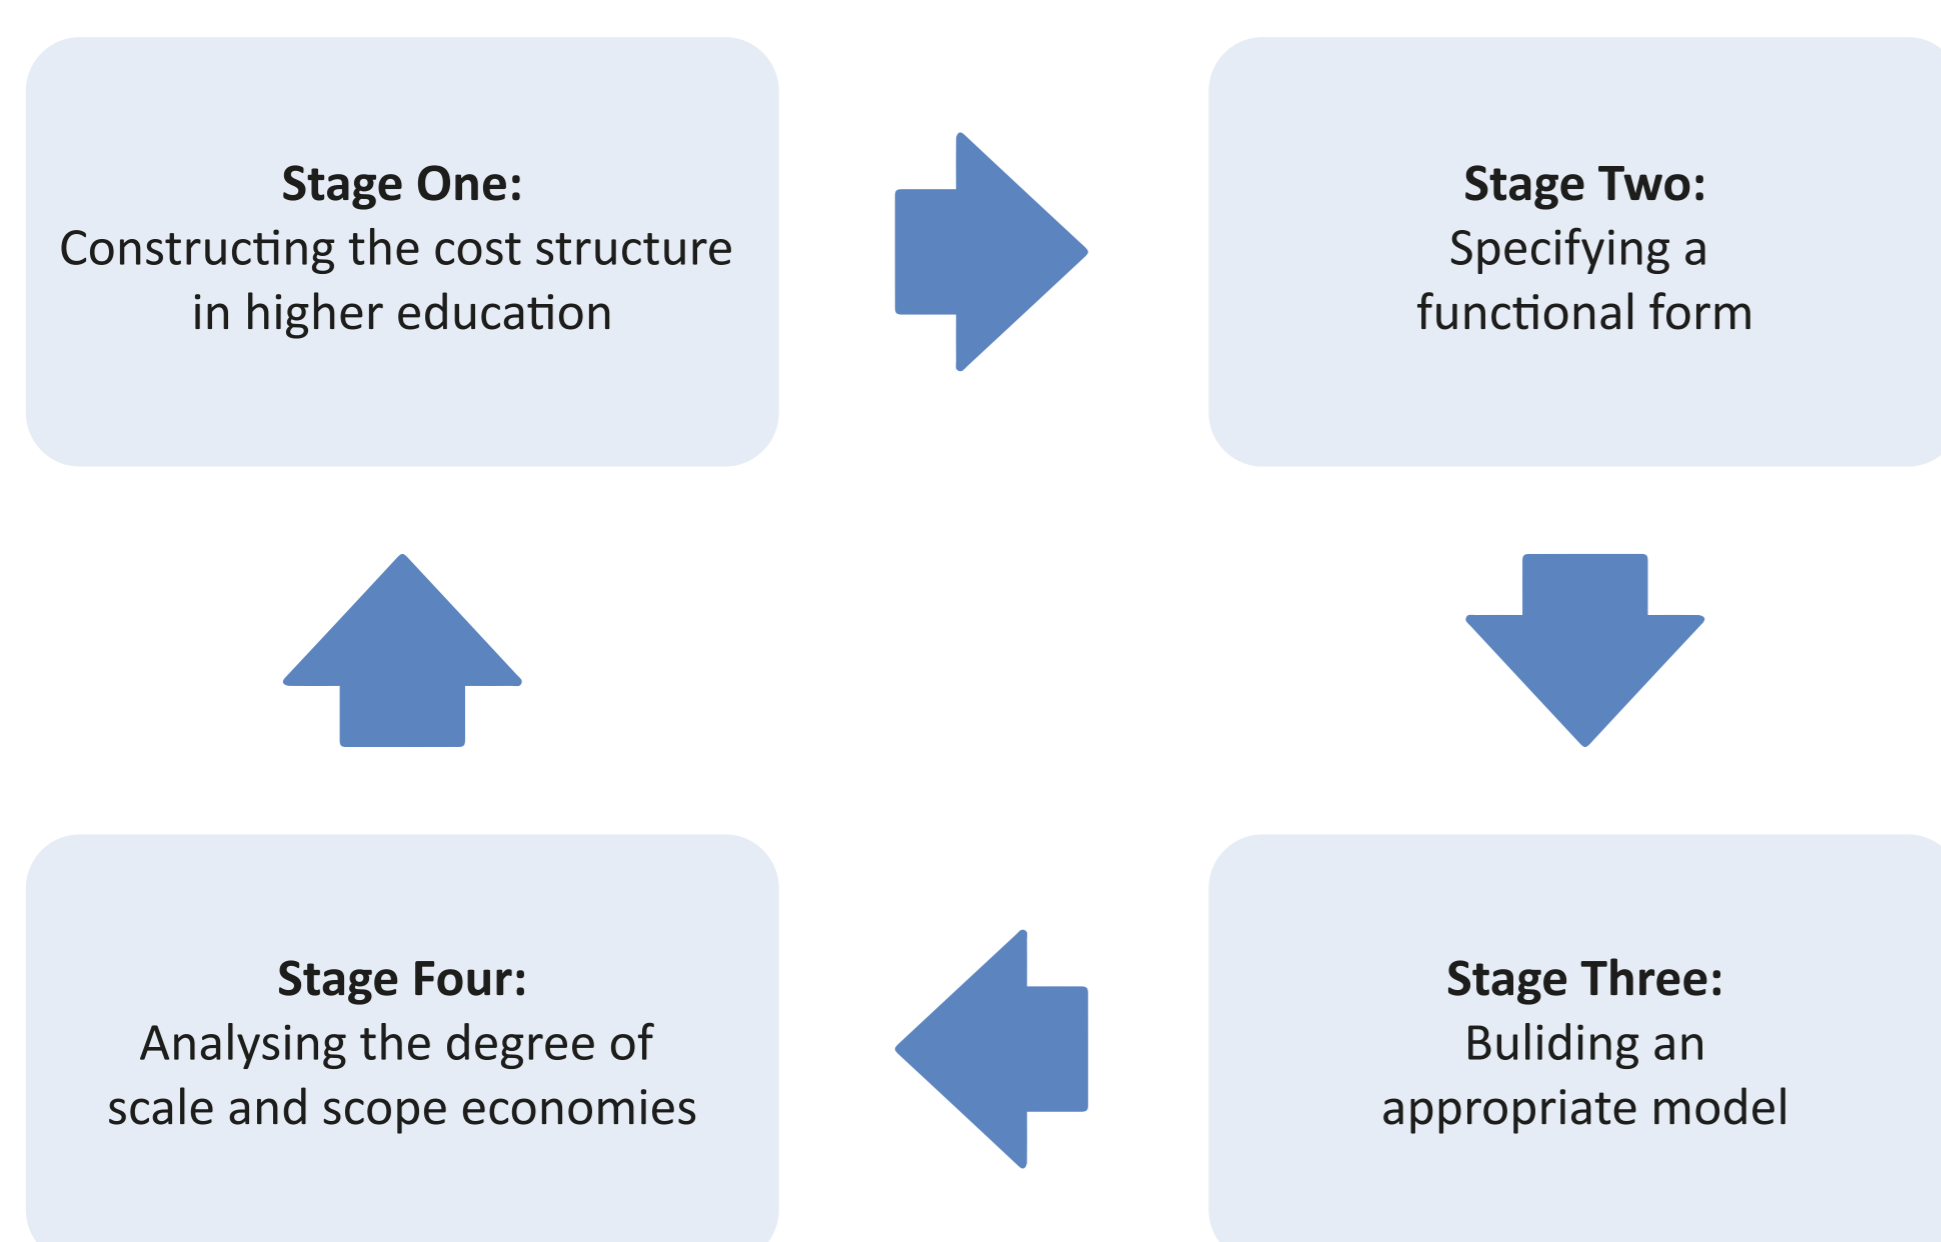 Stage One:
Constructing the cost structure
in higher education
Stage Two:
Specifying a
functional form
Stage Three:
Buliding an
appropriate model
Stage Four:
Analysing the degree of
scale and scope economies